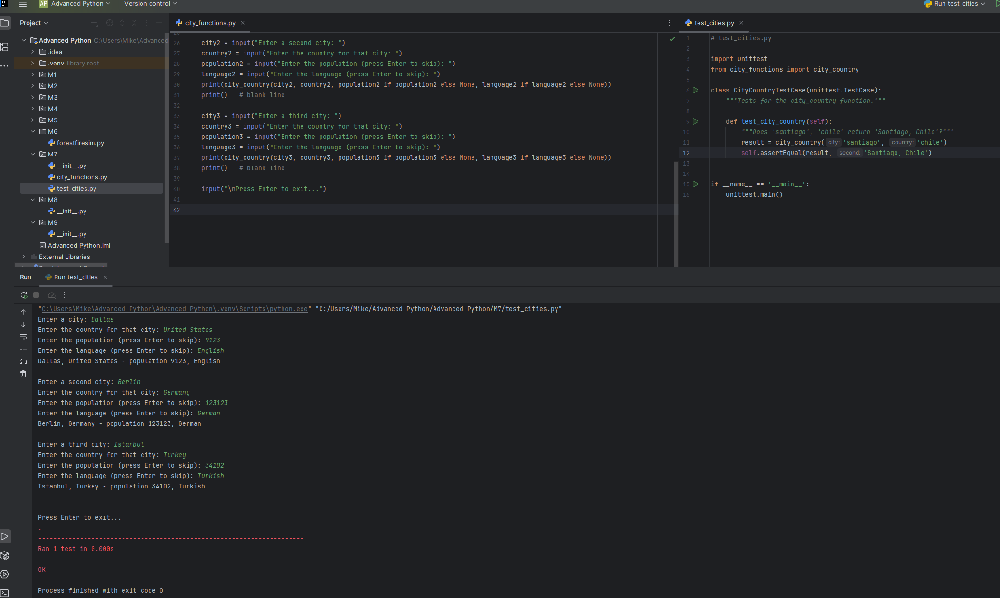 AP Advanced Python
Version control
Run test_cities
Project
Advanced Python C:\Users\Mike\Advanced
.idea
.venv library root
M1
M2
M3
M4
M5
M6
forestfiresim.py
M7
__init__.py
city_functions.py
test_cities.py
M8
__init__.py
M9
__init__.py
Advanced Python.iml
External Libraries
city_functions.py
26 city2 = input("Enter a second city: ")
27 country2 = input("Enter the country for that city: ")
28 population2 = input("Enter the population (press Enter to skip): ")
29 language2 = input("Enter the language (press Enter to skip): ")
30 print(city_country(city2, country2, population2 if population2 else None, language2 if language2 else None))
31 print()   # blank line
32
33 city3 = input("Enter a third city: ")
34 country3 = input("Enter the country for that city: ")
35 population3 = input("Enter the population (press Enter to skip): ")
36 language3 = input("Enter the language (press Enter to skip): ")
37 print(city_country(city3, country3, population3 if population3 else None, language3 if language3 else None))
38 print()   # blank line
39
40 input("\nPress Enter to exit...")
41
42
test_cities.py
1 # test_cities.py
2
3 import unittest
4 from city_functions import city_country
5
6 class CityCountryTestCase(unittest.TestCase):
7     """Tests for the city_country function."""
8
9     def test_city_country(self):
10         """Does 'santiago', 'chile' return 'Santiago, Chile'?"""
11         result = city_country( city: 'santiago', country: 'chile')
12         self.assertEqual(result, second: 'Santiago, Chile')
13
14
15 if __name__ == '__main__':
16     unittest.main()
Run
Run test_cities
"C:\Users\Mike\Advanced Python\Advanced Python\.venv\Scripts\python.exe" "C:/Users/Mike/Advanced Python/Advanced Python/M7/test_cities.py"
Enter a city: Dallas
Enter the country for that city: United States
Enter the population (press Enter to skip): 9123
Enter the language (press Enter to skip): English
Dallas, United States - population 9123, English
Enter a second city: Berlin
Enter the country for that city: Germany
Enter the population (press Enter to skip): 123123
Enter the language (press Enter to skip): German
Berlin, Germany - population 123123, German
Enter a third city: Istanbul
Enter the country for that city: Turkey
Enter the population (press Enter to skip): 34102
Enter the language (press Enter to skip): Turkish
Istanbul, Turkey - population 34102, Turkish
Press Enter to exit...
.
----------------------------------------------------------------------
Ran 1 test in 0.000s
OK
Process finished with exit code 0